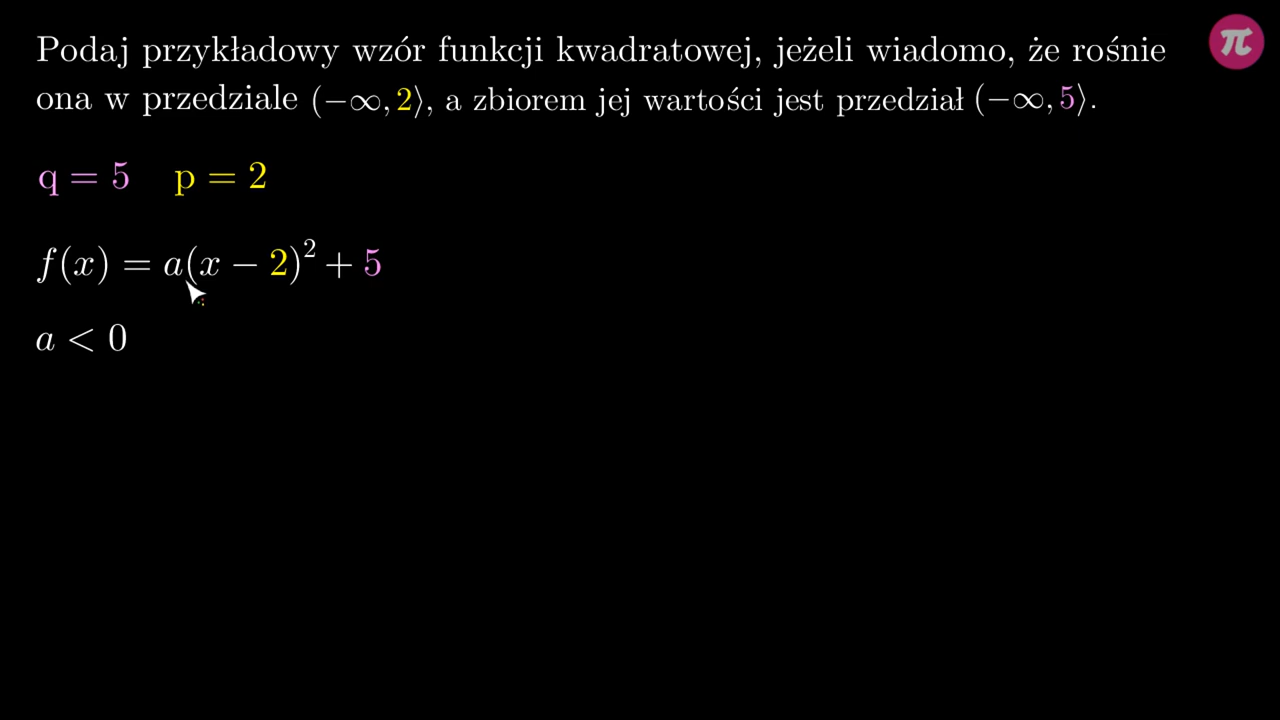 Podaj przykładowy wzór funkcji kwadratowej, jeżeli wiadomo, że rośnie
ona w przedziale (−∞, 2⟩, a zbiorem jej wartości jest przedział (−∞, 5⟩.
q = 5 p = 2
f(x) = a(x − 2)² + 5
a < 0
π